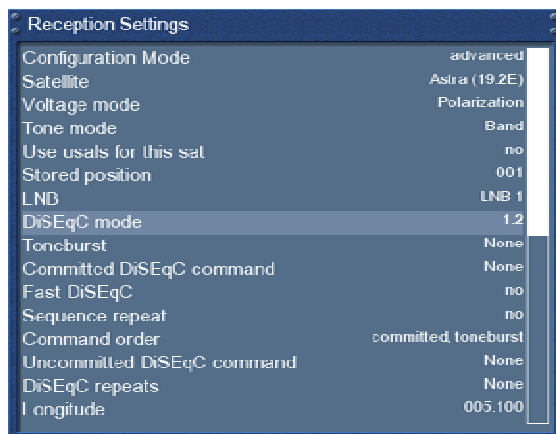 Reception Settings
Configuration Mode advanced
Satellite Astra (19.2E)
Voltage mode Polarization
Tone mode Band
Use usals for this sat no
Stored position 001
LNB LNB 1
DiSEqC mode 1.2
Toneburst None
Committed DiSEqC command None
Fast DiSEqC no
Sequence repeat no
Command order committed, toneburst
Uncommitted DiSEqC command None
DiSEqC repeats None
Longitude 005.100